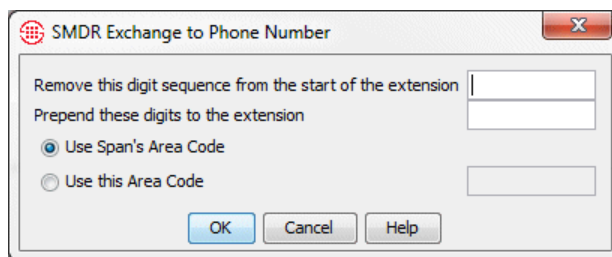 SMDR Exchange to Phone Number
Remove this digit sequence from the start of the extension
Prepend these digits to the extension
Use Span's Area Code
Use this Area Code
OK Cancel Help